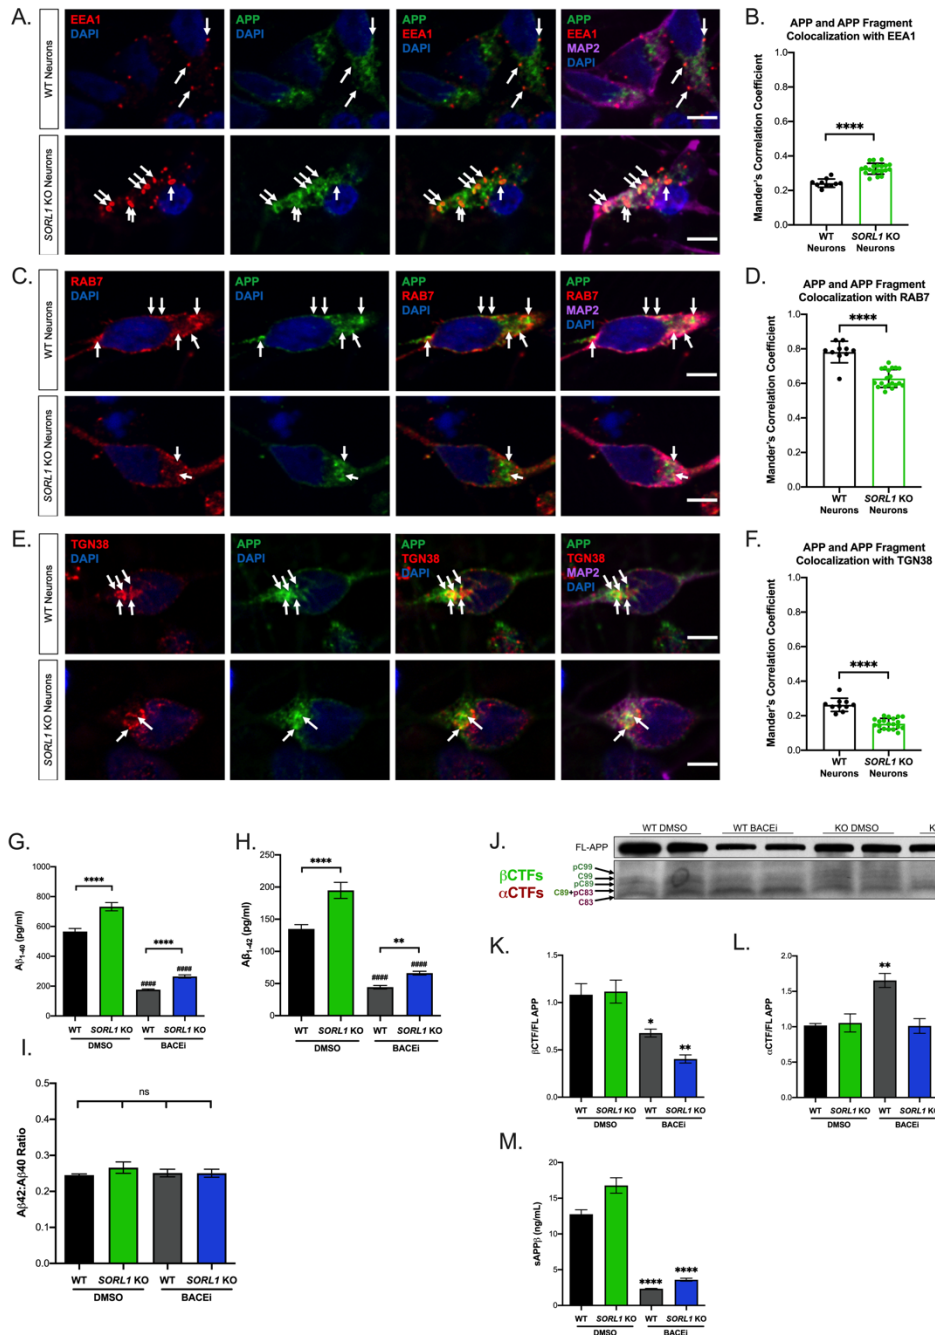 A.
EEA1
DAPI
APP
DAPI
APP
EEA1
DAPI
APP
EEA1
MAP2
DAPI
WT Neurons
SORL1 KO Neurons
B.
APP and APP Fragment
Colocalization with EEA1
Mander's Correlation Coefficient
1.0
0.8
0.6
0.4
0.2
0.0
****
WT
Neurons
SORL1 KO
Neurons
C.
RAB7
DAPI
APP
DAPI
APP
RAB7
DAPI
APP
RAB7
MAP2
DAPI
WT Neurons
SORL1 KO Neurons
D.
APP and APP Fragment
Colocalization with RAB7
Mander's Correlation Coefficient
1.0
0.8
0.6
0.4
0.2
0.0
****
WT
Neurons
SORL1 KO
Neurons
E.
TGN38
DAPI
APP
DAPI
APP
TGN38
DAPI
APP
TGN38
MAP2
DAPI
WT Neurons
SORL1 KO Neurons
F.
APP and APP Fragment
Colocalization with TGN38
Mander's Correlation Coefficient
1.0
0.8
0.6
0.4
0.2
0.0
****
WT
Neurons
SORL1 KO
Neurons
G.
Aβ1-40 (pg/ml)
1000
800
600
400
200
0
****
****
####
####
WT
SORL1 KO
WT
SORL1 KO
DMSO
BACEi
H.
Aβ1-42 (pg/ml)
200
150
100
50
0
****
**
####
####
WT
SORL1 KO
WT
SORL1 KO
DMSO
BACEi
I.
Aβ42:Aβ40 Ratio
0.5
0.4
0.3
0.2
0.1
0.0
ns
WT
SORL1 KO
WT
SORL1 KO
DMSO
BACEi
J.
WT DMSO
WT BACEi
KO DMSO
K
FL-APP
βCTFs
αCTFs
pC99
C99
pC89
C89+pC83
C83
K.
βCTF/FL APP
1.5
1.0
0.5
0.0
*
**
WT
SORL1 KO
WT
SORL1 KO
DMSO
BACEi
L.
αCTF/FL APP
2.0
1.5
1.0
0.5
0.0
**
WT
SORL1 KO
WT
SORL1 KO
DMSO
BACEi
M.
sAPPβ (ng/mL)
20
15
10
5
0
****
****
WT
SORL1 KO
WT
SORL1 KO
DMSO
BACEi